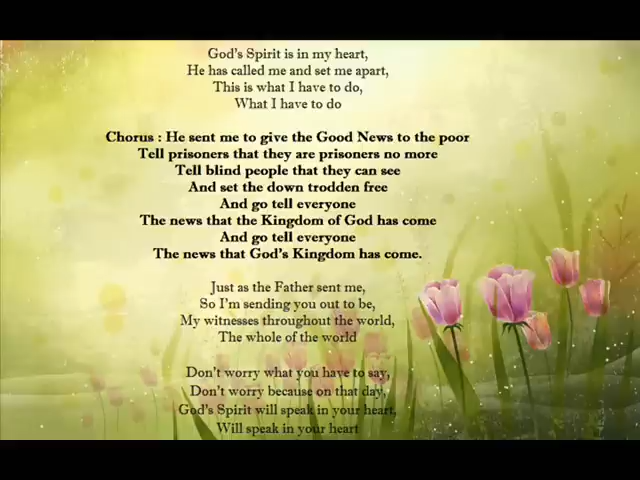 God's Spirit is in my heart,
He has called me and set me apart,
This is what I have to do,
What I have to do
Chorus : He sent me to give the Good News to the poor
Tell prisoners that they are prisoners no more
Tell blind people that they can see
And set the down trodden free
And go tell everyone
The news that the Kingdom of God has come
And go tell everyone
The news that God's Kingdom has come.
Just as the Father sent me,
So I'm sending you out to be,
My witnesses throughout the world,
The whole of the world
Don't worry what you have to say,
Don't worry because on that day,
God's Spirit will speak in your heart,
Will speak in your heart